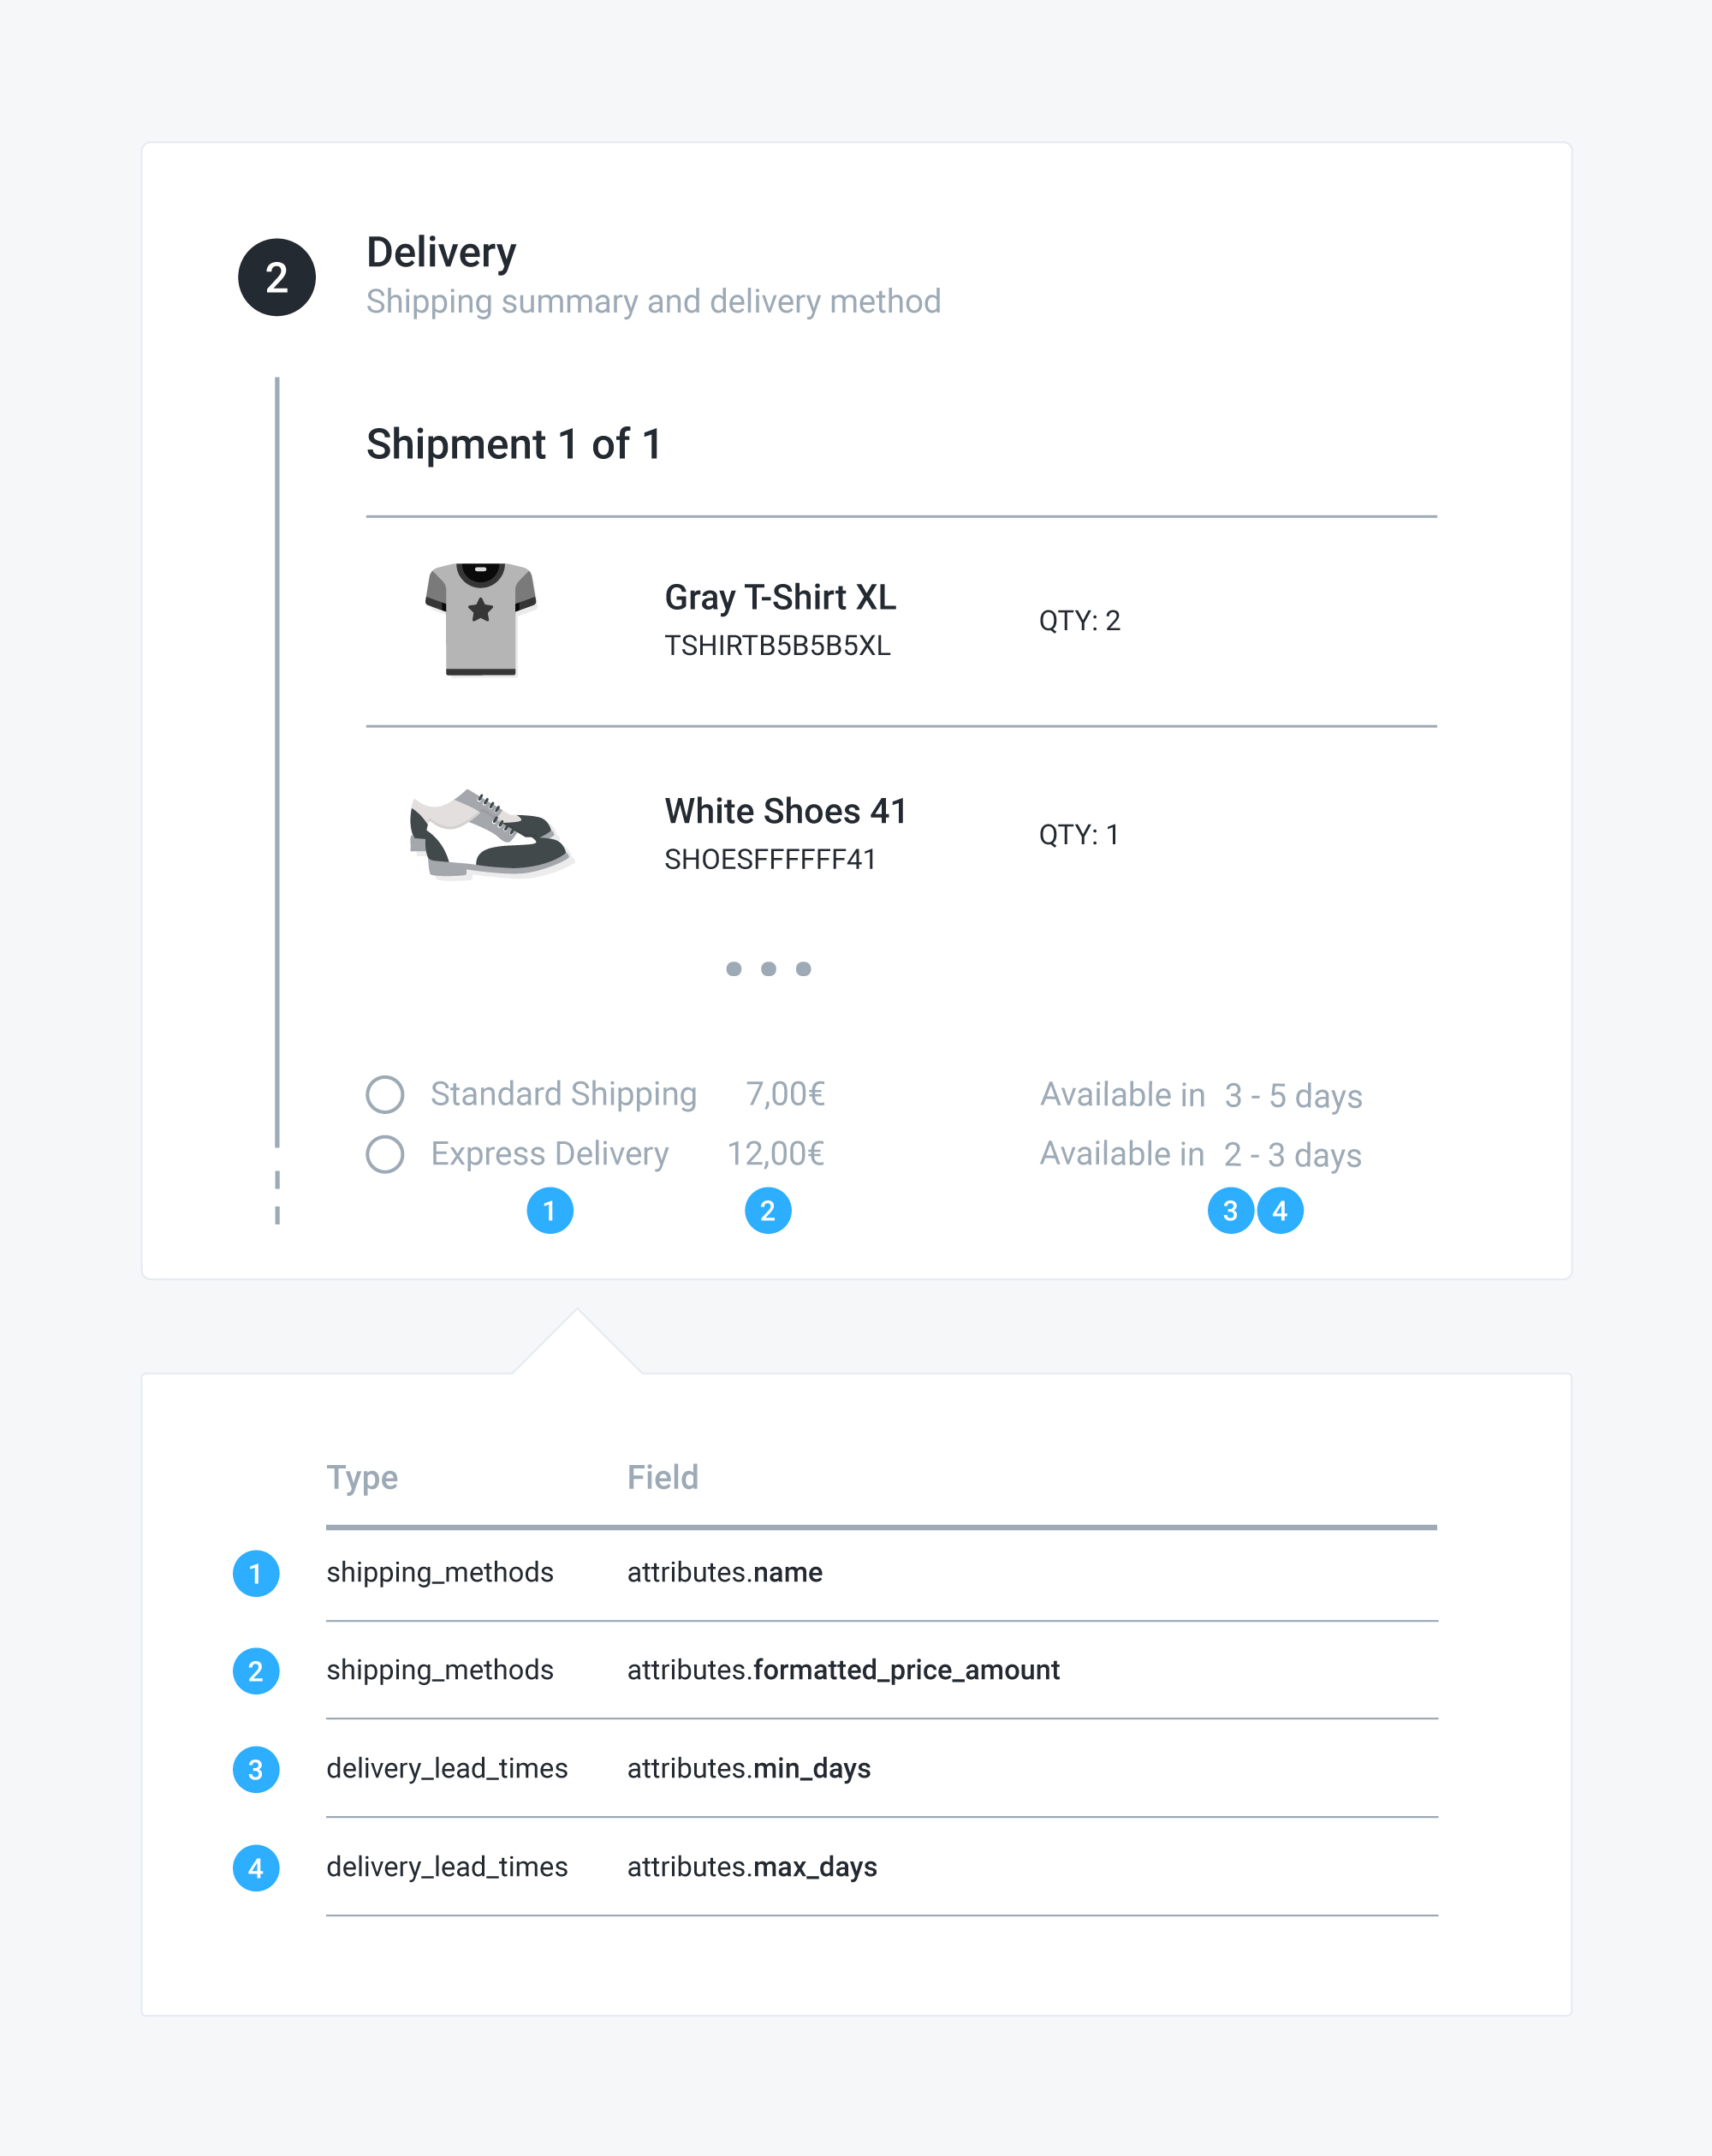 2
Delivery
Shipping summary and delivery method
Shipment 1 of 1
Gray T-Shirt XL
TSHIRTB5B5B5XL
QTY: 2
White Shoes 41
SHOESFFFFFF41
QTY: 1
Standard Shipping 7,00€ Available in 3 - 5 days
Express Delivery 12,00€ Available in 2 - 3 days
1 2 3 4
Type Field
1 shipping_methods attributes.name
2 shipping_methods attributes.formatted_price_amount
3 delivery_lead_times attributes.min_days
4 delivery_lead_times attributes.max_days